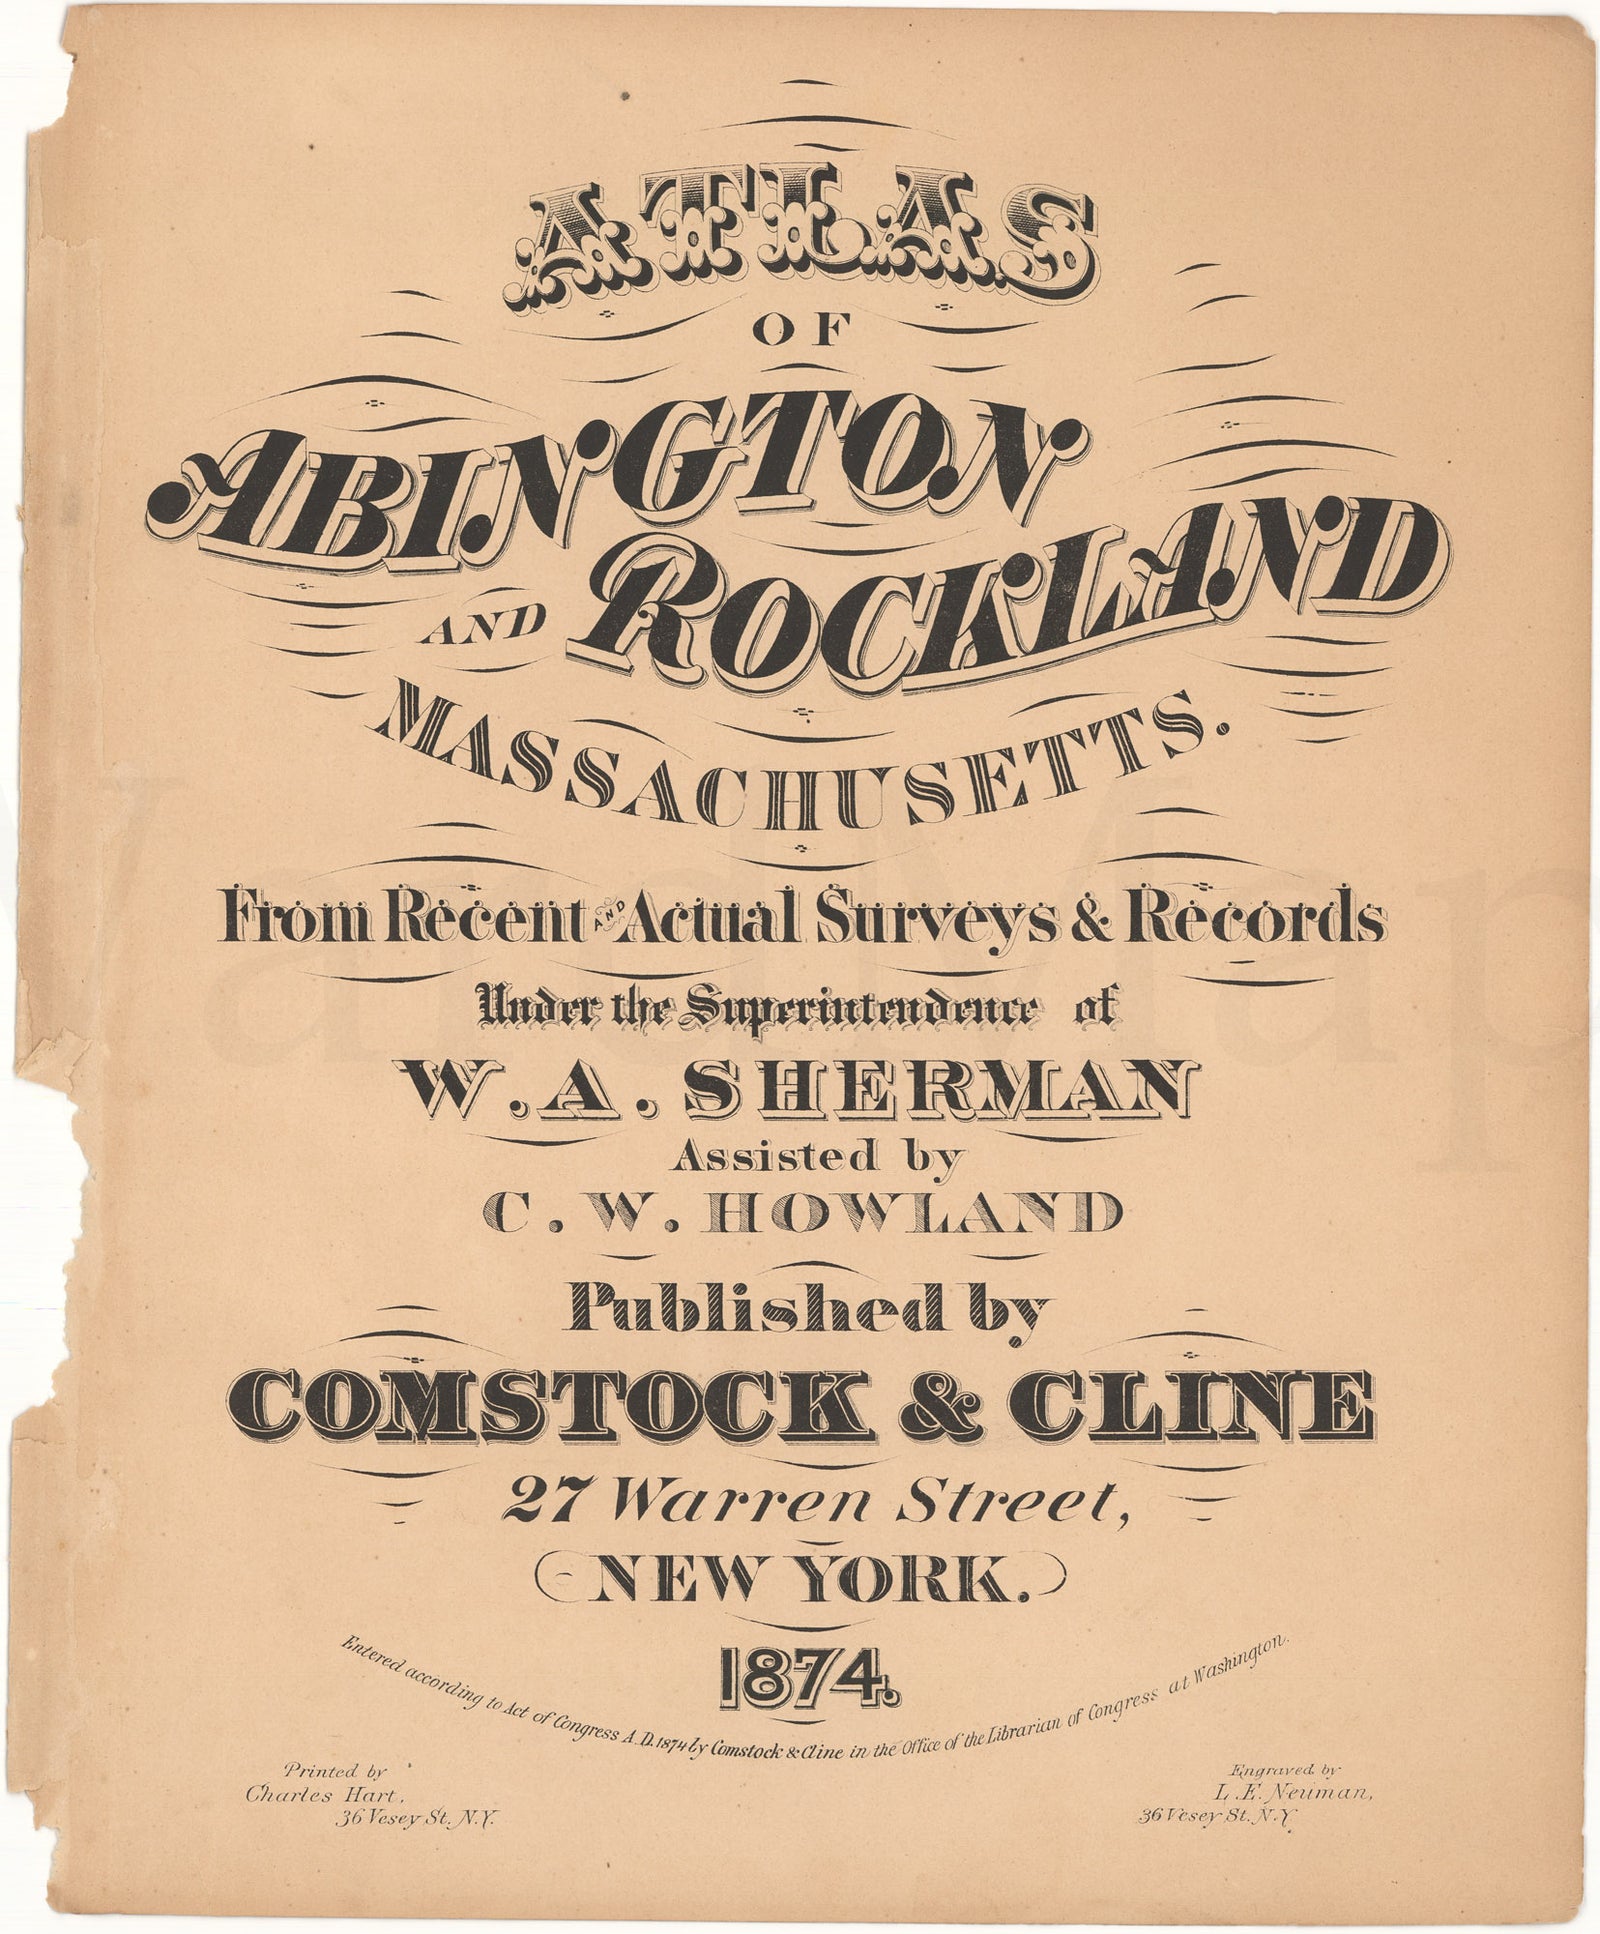 ATLAS
OF
ABINGTON
AND ROCKLAND
MASSACHUSETTS.
From Recent AND Actual Surveys & Records
Under the Superintendence of
W. A. SHERMAN
Assisted by
C. W. HOWLAND
Published by
COMSTOCK & CLINE
27 Warren Street,
NEW YORK.
1874.
Entered according to Act of Congress A. D. 1874 by Comstock & Cline in the Office of the Librarian of Congress at Washington.
Printed by
Charles Hart,
36 Vesey St. N.Y.
Engraved by
L. E. Neuman,
36 Vesey St. N.Y.